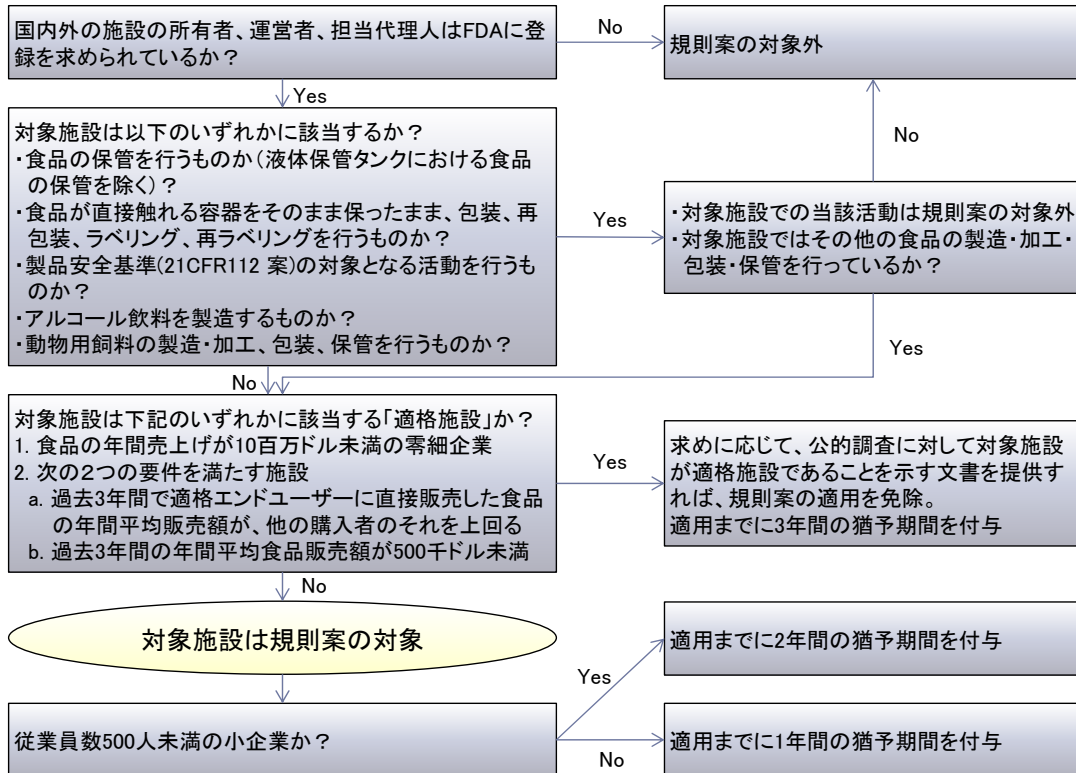 国内外の施設の所有者、運営者、担当代理人はFDAに登
録を求められているか？
No
規則案の対象外
Yes
対象施設は以下のいずれかに該当するか？
・食品の保管を行うものか（液体保管タンクにおける食品
の保管を除く）？
・食品が直接触れる容器をそのまま保ったまま、包装、再
包装、ラベリング、再ラベリングを行うものか？
・製品安全基準(21CFR112 案)の対象となる活動を行うも
のか？
・アルコール飲料を製造するものか？
・動物用飼料の製造・加工、包装、保管を行うものか？
Yes
No
・対象施設での当該活動は規則案の対象外
・対象施設ではその他の食品の製造・加工・
包装・保管を行っているか？
Yes
No
対象施設は下記のいずれかに該当する「適格施設」か？
1. 食品の年間売上げが10百万ドル未満の零細企業
2. 次の２つの要件を満たす施設
a. 過去3年間で適格エンドユーザーに直接販売した食品
の年間平均販売額が、他の購入者のそれを上回る
b. 過去3年間の年間平均食品販売額が500千ドル未満
Yes
求めに応じて、公的調査に対して対象施設
が適格施設であることを示す文書を提供す
れば、規則案の適用を免除。
適用までに3年間の猶予期間を付与
No
対象施設は規則案の対象
従業員数500人未満の小企業か？
Yes
適用までに2年間の猶予期間を付与
No
適用までに1年間の猶予期間を付与